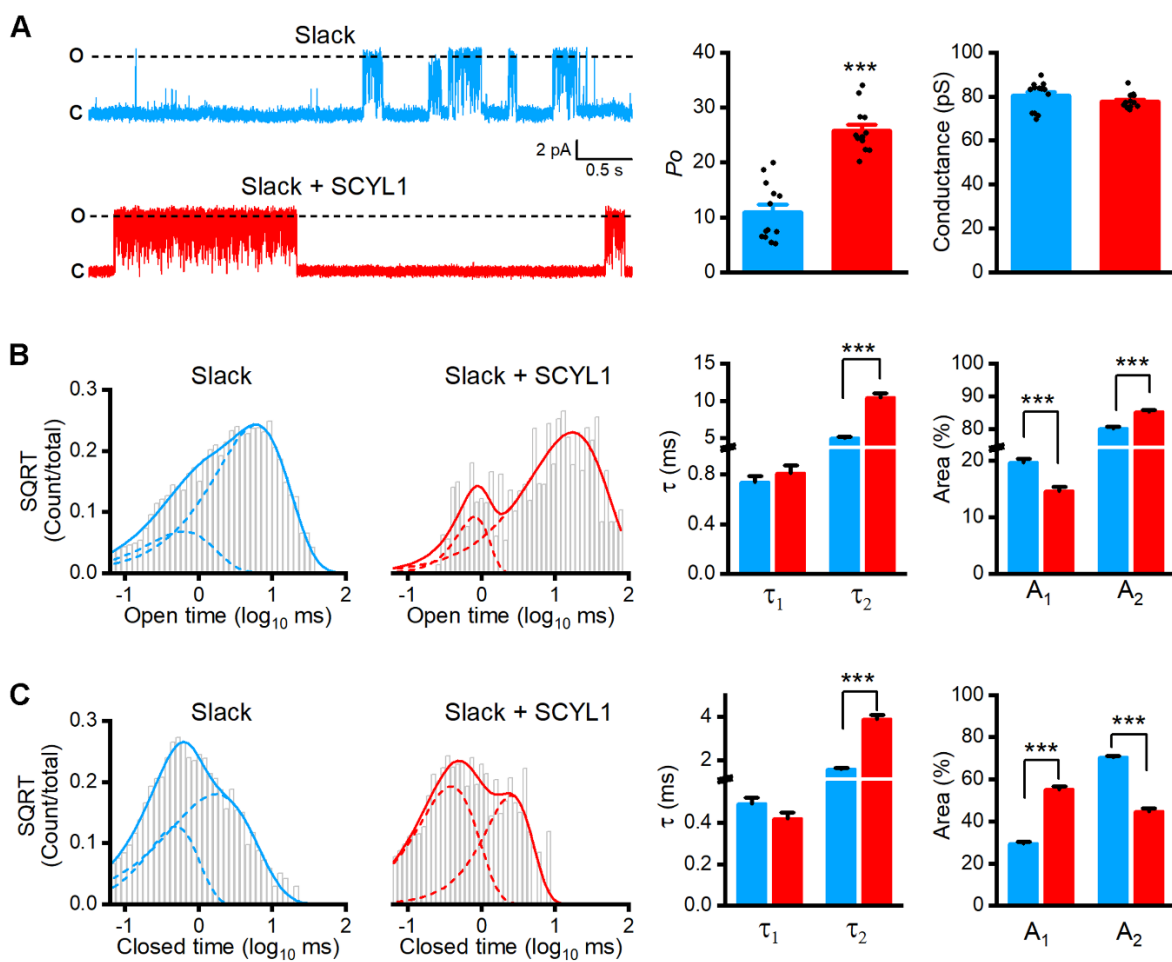 A
Slack
O
C
2 pA
0.5 s
Slack + SCYL1
O
C
Po
40
30
20
10
0
***
Conductance (pS)
100
80
60
40
20
0
B
Slack
Slack + SCYL1
SQRT
(Count/total)
0.3
0.2
0.1
0.0
-1 0 1 2
Open time (log10 ms)
-1 0 1 2
Open time (log10 ms)
τ (ms)
15
10
5
0.8
0.4
0.0
***
τ1 τ2
Area (%)
100
90
80
20
10
0
*** ***
A1 A2
C
Slack
Slack + SCYL1
SQRT
(Count/total)
0.3
0.2
0.1
0.0
-1 0 1 2
Closed time (log10 ms)
-1 0 1 2
Closed time (log10 ms)
τ (ms)
4
2
0.4
0.0
***
τ1 τ2
Area (%)
100
80
60
40
20
0
*** ***
A1 A2